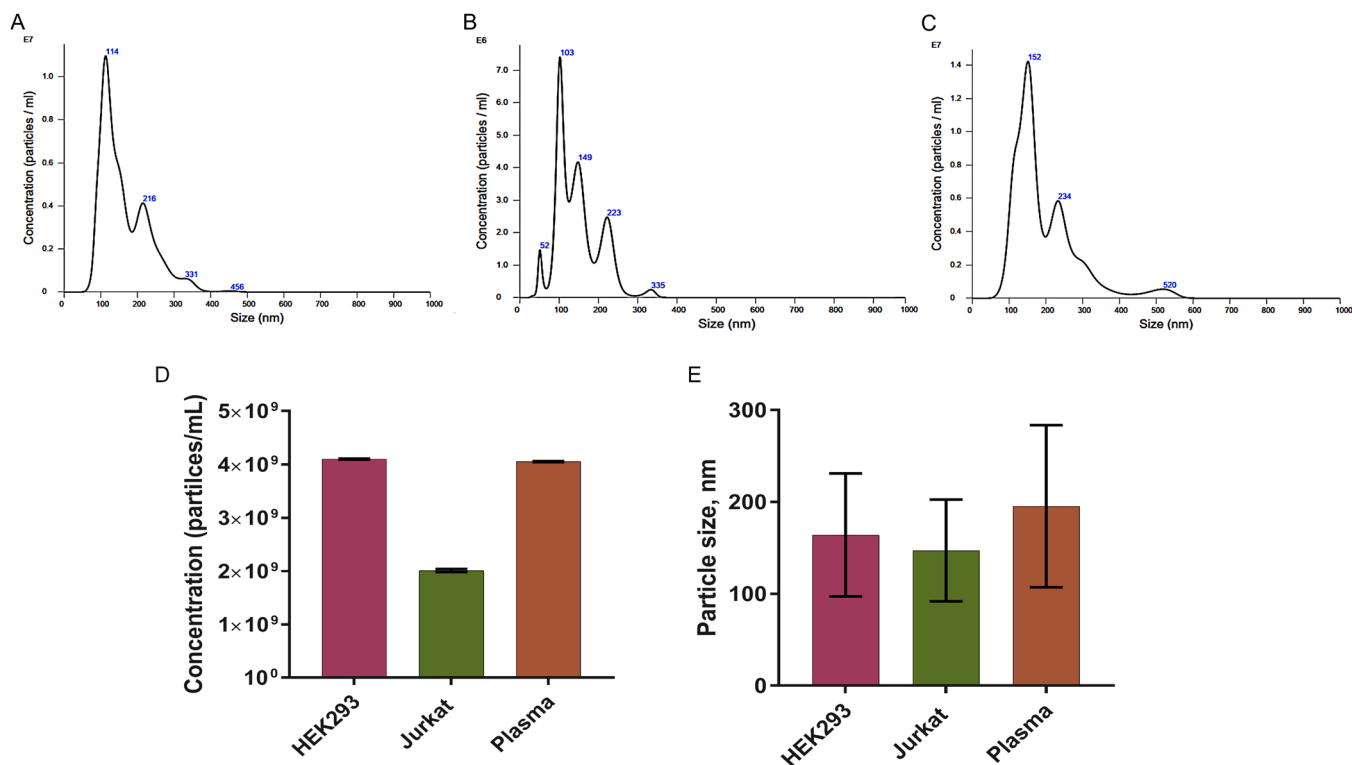 A
E7
Concentration (particles / ml)
1.0
0.8
0.6
0.4
0.2
0
114
216
331
456
0 100 200 300 400 500 600 700 800 900 1000
Size (nm)
B
E6
Concentration (particles / ml)
7.0
6.0
5.0
4.0
3.0
2.0
1.0
0
52
103
149
223
335
0 100 200 300 400 500 600 700 800 900 1000
Size (nm)
C
E7
Concentration (particles / ml)
1.4
1.2
1.0
0.8
0.6
0.4
0.2
0
152
234
520
0 100 200 300 400 500 600 700 800 900 1000
Size (nm)
D
Concentration (partilces/mL)
5×10⁹
4×10⁹
3×10⁹
2×10⁹
1×10⁹
10⁰
HEK293
Jurkat
Plasma
E
Particle size, nm
300
200
100
0
HEK293
Jurkat
Plasma